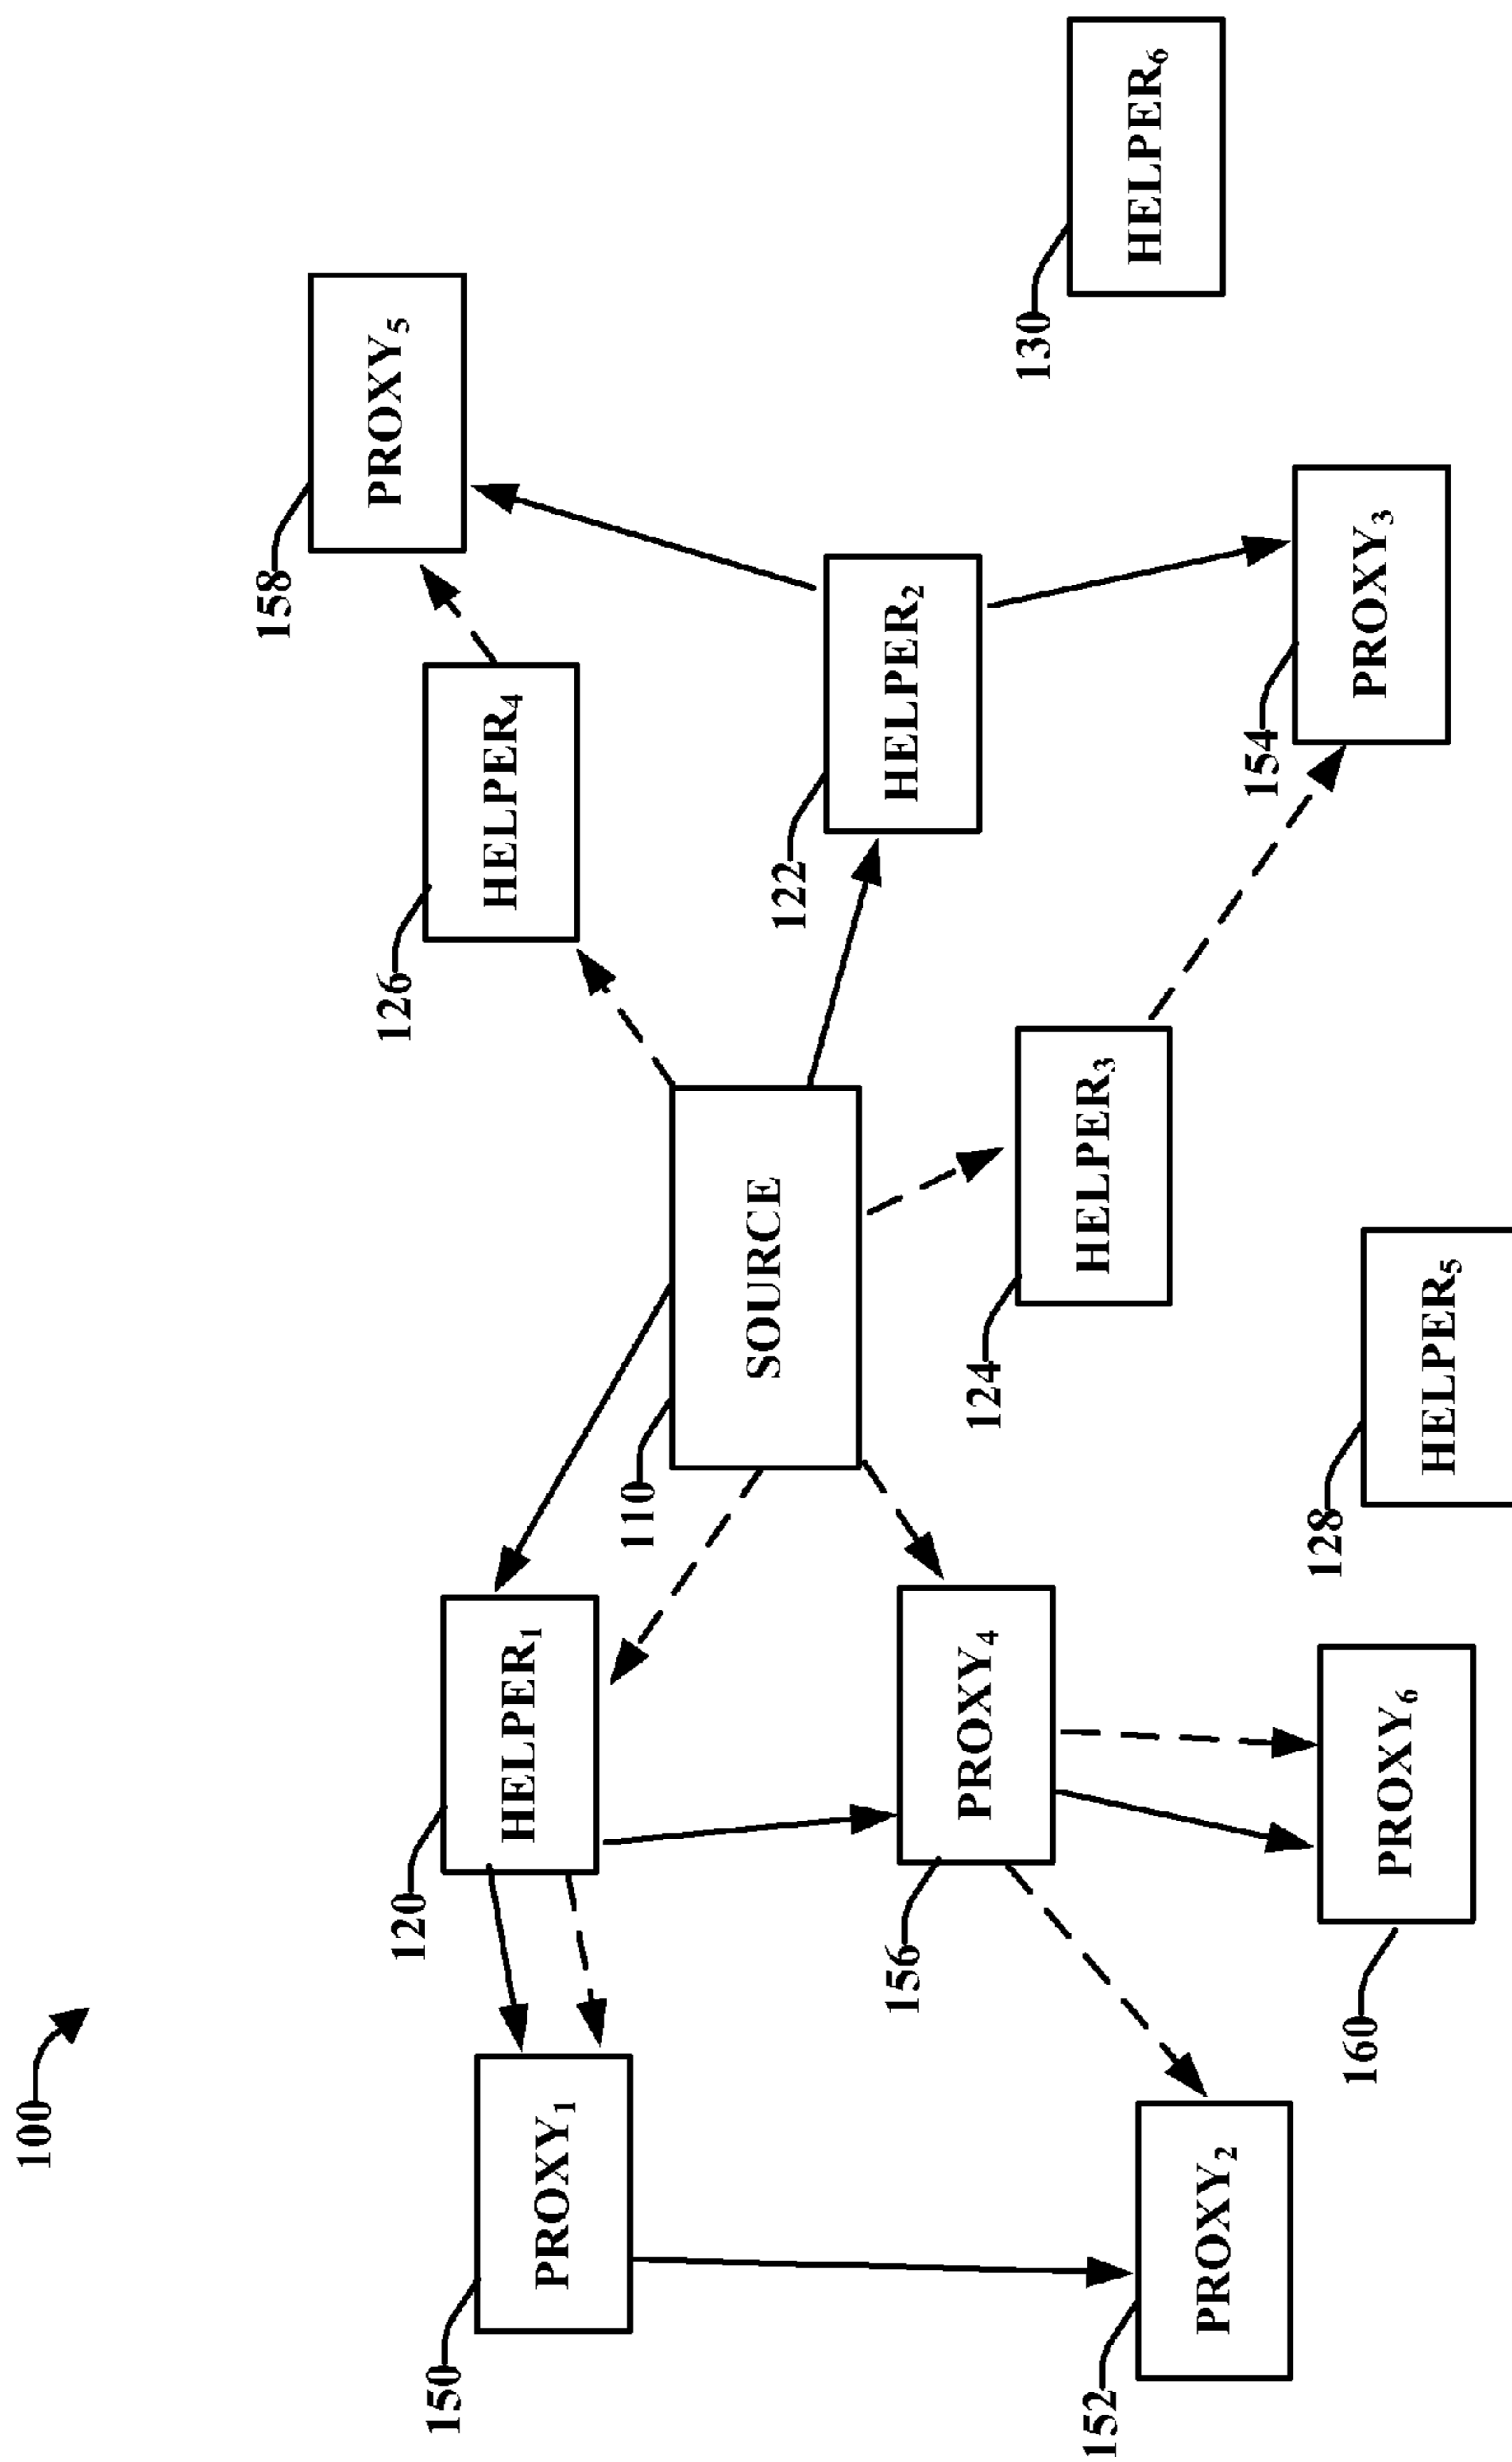 100
158
PROXY₅
126
120
150
HELPER₄
HELPER₁
PROXY₁
110
SOURCE
122
156
HELPER₂
PROXY₄
124
130
HELPER₃
152
HELPER₆
PROXY₂
154
128
160
PROXY₃
PROXY₆
HELPER₅